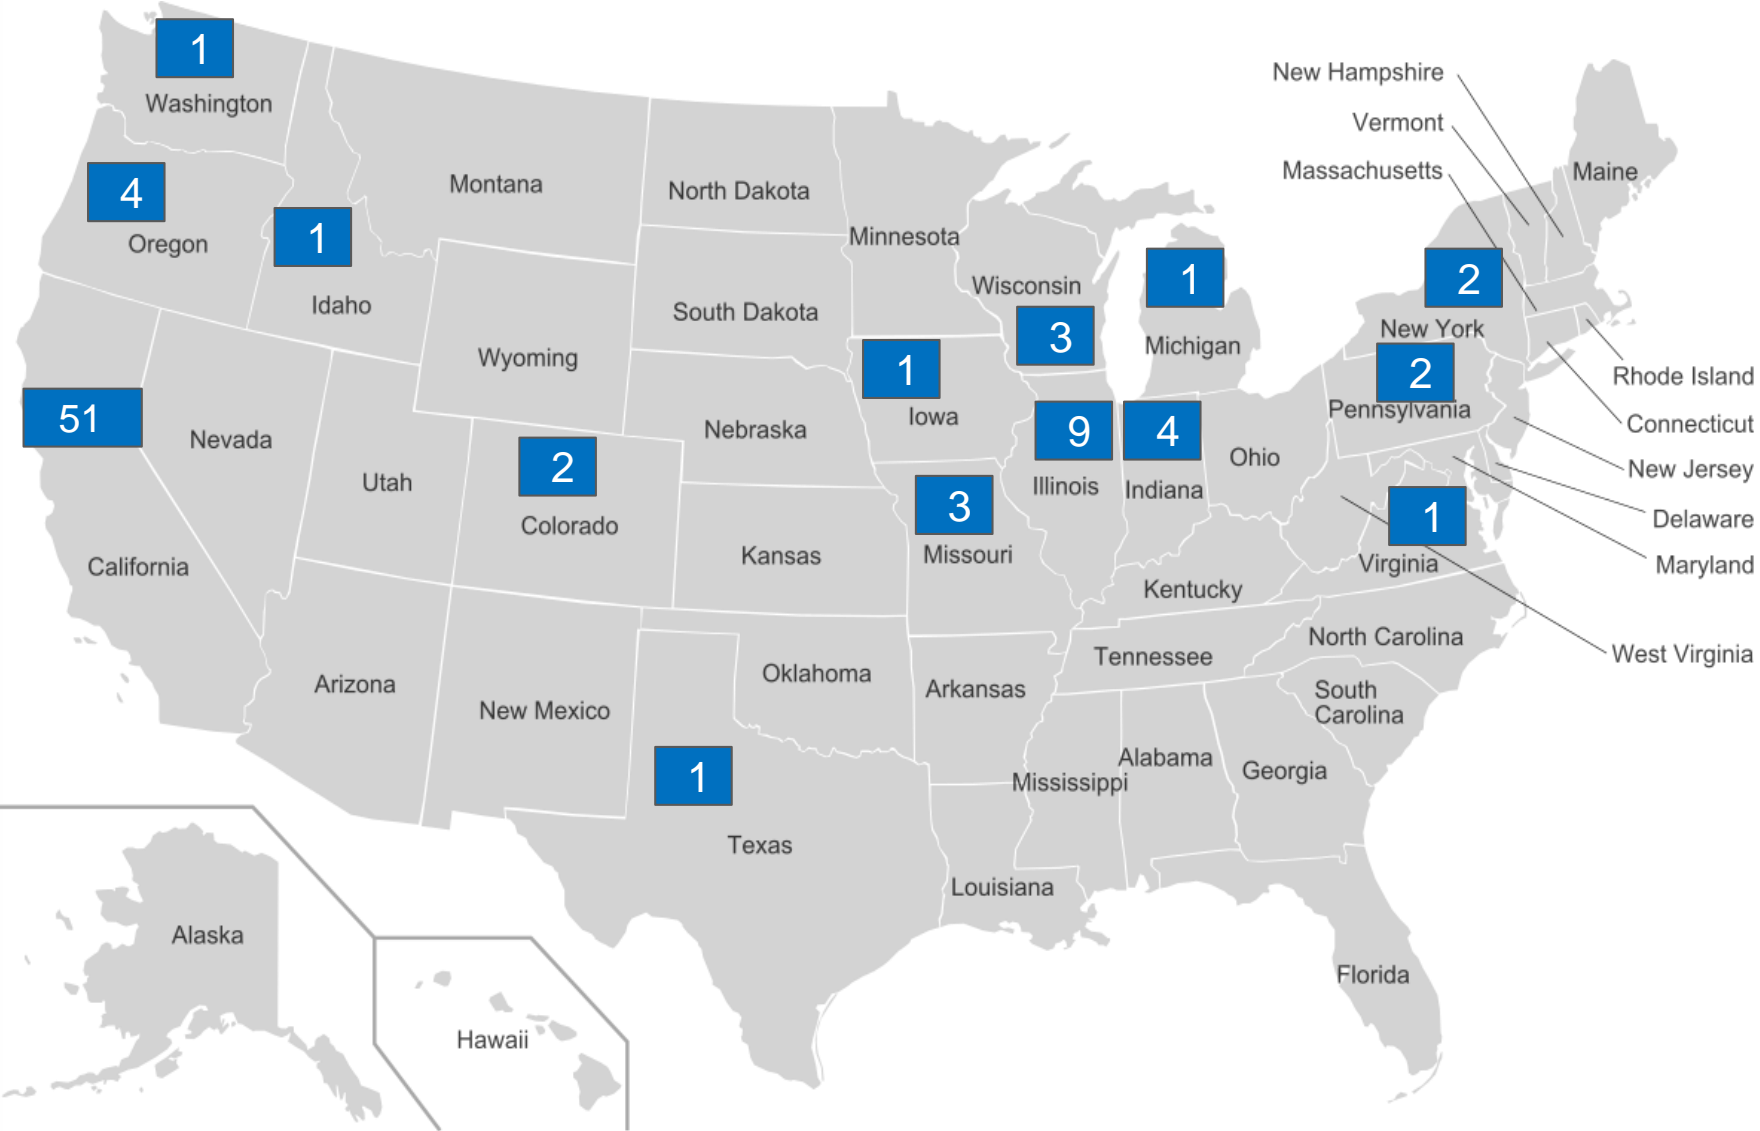 1
Washington
New Hampshire
Vermont
Massachusetts
Maine
4
Oregon
1
Idaho
Montana
North Dakota
Minnesota
Wisconsin
3
1
Michigan
2
New York
South Dakota
Wyoming
1
Iowa
2
Pennsylvania
Rhode Island
Connecticut
New Jersey
Delaware
Maryland
West Virginia
51
Nevada
Nebraska
9
Illinois
4
Indiana
Ohio
Utah
2
Colorado
3
Missouri
1
Virginia
California
Kansas
Kentucky
North Carolina
Tennessee
Arizona
New Mexico
Oklahoma
Arkansas
South
Carolina
1
Texas
Mississippi
Alabama
Georgia
Louisiana
Alaska
Florida
Hawaii